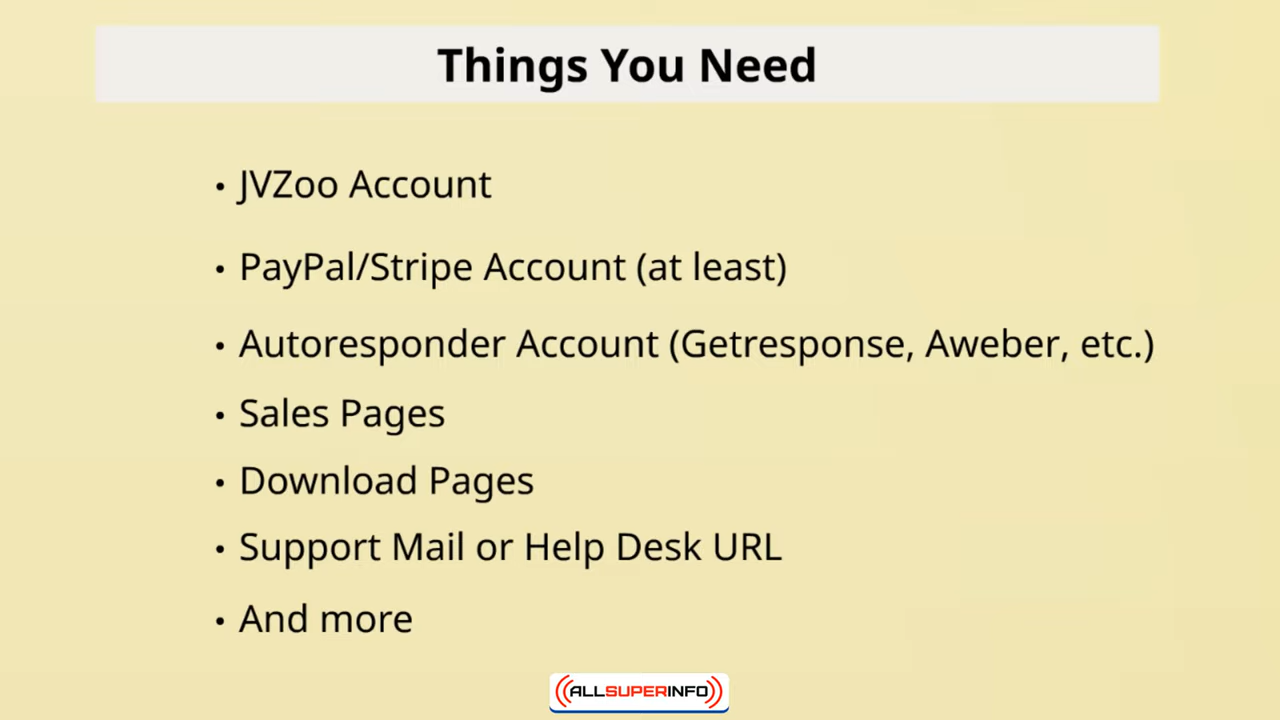 Things You Need
• JVZoo Account
• PayPal/Stripe Account (at least)
• Autoresponder Account (Getresponse, Aweber, etc.)
• Sales Pages
• Download Pages
• Support Mail or Help Desk URL
• And more
ALLSUPERINFO